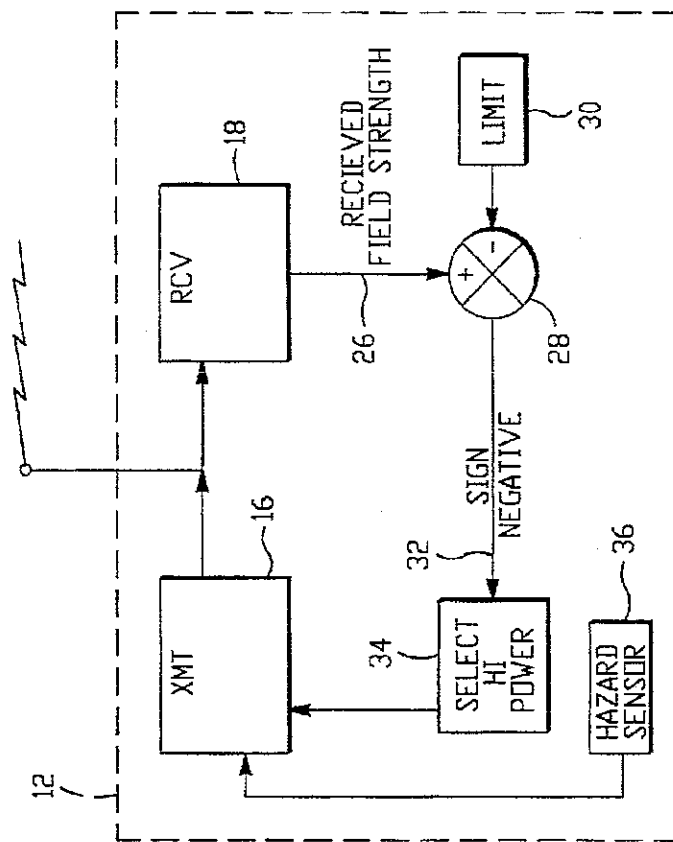 12
XMT
16
RCV
18
RECIEVED
FIELD STRENGTH
26
+
-
28
LIMIT
30
SIGN
NEGATIVE
32
34
SELECT
HI
POWER
HAZARD
SENSOR
36